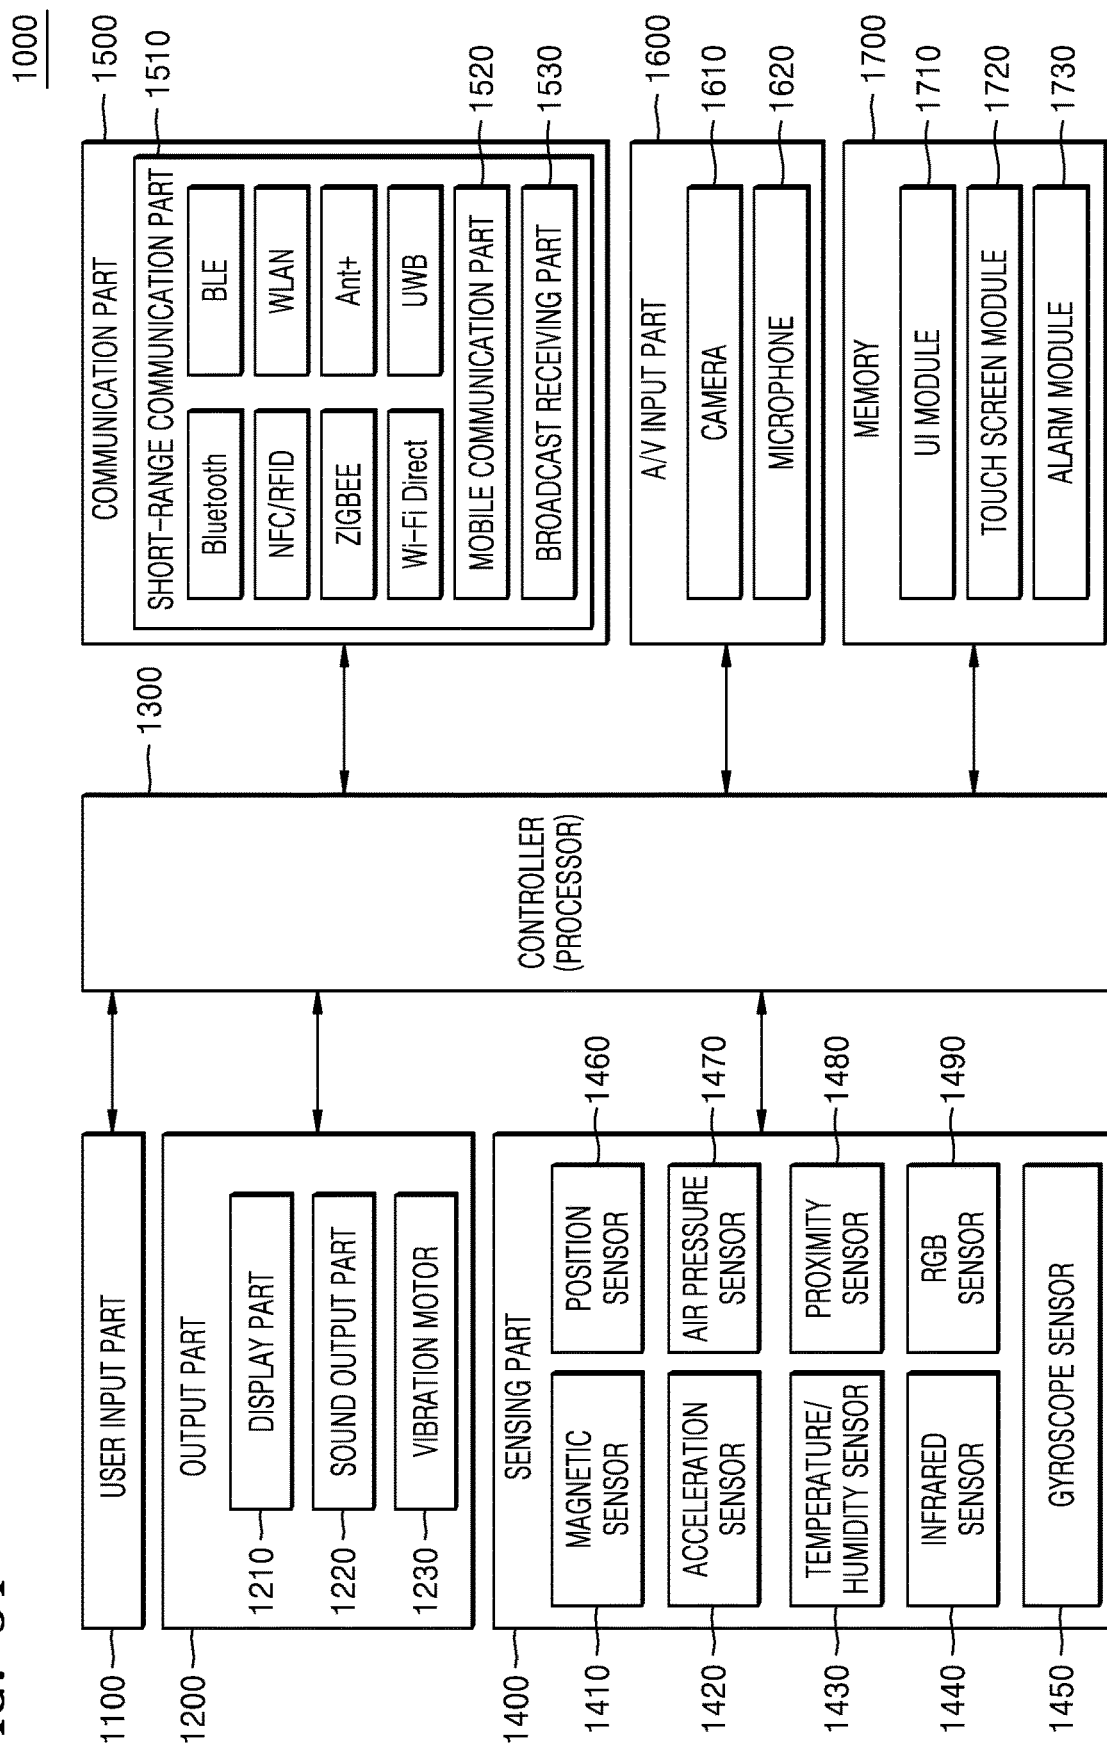 1000
1100
USER INPUT PART
1200
OUTPUT PART
1210
DISPLAY PART
1220
SOUND OUTPUT PART
1230
VIBRATION MOTOR
1400
SENSING PART
1410
MAGNETIC
SENSOR
POSITION
SENSOR
1460
1420
ACCELERATION
SENSOR
AIR PRESSURE
SENSOR
1470
1430
TEMPERATURE/
HUMIDITY SENSOR
PROXIMITY
SENSOR
1480
1440
INFRARED
SENSOR
RGB
SENSOR
1490
1450
GYROSCOPE SENSOR
1300
CONTROLLER
(PROCESSOR)
1500
COMMUNICATION PART
1510
SHORT-RANGE COMMUNICATION PART
Bluetooth
BLE
NFC/RFID
WLAN
ZIGBEE
Ant+
Wi-Fi Direct
UWB
MOBILE COMMUNICATION PART
1520
BROADCAST RECEIVING PART
1530
1600
A/V INPUT PART
CAMERA
1610
MICROPHONE
1620
1700
MEMORY
UI MODULE
1710
TOUCH SCREEN MODULE
1720
ALARM MODULE
1730